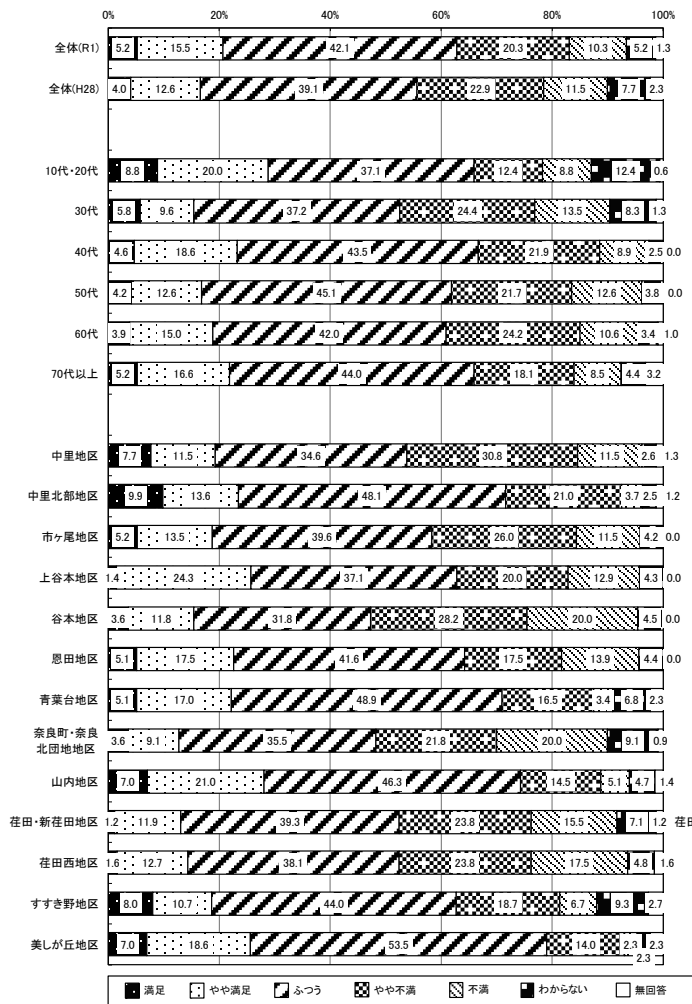 0% 20% 40% 60% 80% 100%
全体(R1) 5.2 15.5 42.1 20.3 10.3 5.2 1.3
全体(H28) 4.0 12.6 39.1 22.9 11.5 7.7 2.3
10代・20代 8.8 20.0 37.1 12.4 8.8 12.4 0.6
30代 5.8 9.6 37.2 24.4 13.5 8.3 1.3
40代 4.6 18.6 43.5 21.9 8.9 2.5 0.0
50代 4.2 12.6 45.1 21.7 12.6 3.8 0.0
60代 3.9 15.0 42.0 24.2 10.6 3.4 1.0
70代以上 5.2 16.6 44.0 18.1 8.5 4.4 3.2
中里地区 7.7 11.5 34.6 30.8 11.5 2.6 1.3
中里北部地区 9.9 13.6 48.1 21.0 3.7 2.5 1.2
市ヶ尾地区 5.2 13.5 39.6 26.0 11.5 4.2 0.0
上谷本地区 1.4 24.3 37.1 20.0 12.9 4.3 0.0
谷本地区 3.6 11.8 31.8 28.2 20.0 4.5 0.0
恩田地区 5.1 17.5 41.6 17.5 13.9 4.4 0.0
青葉台地区 5.1 17.0 48.9 16.5 3.4 6.8 2.3
奈良町・奈良
北団地地区 3.6 9.1 35.5 21.8 20.0 9.1 0.9
山内地区 7.0 21.0 46.3 14.5 5.1 4.7 1.4
荏田・新荏田地区 1.2 11.9 39.3 23.8 15.5 7.1 1.2 荏田
荏田西地区 1.6 12.7 38.1 23.8 17.5 4.8 1.6
すすき野地区 8.0 10.7 44.0 18.7 6.7 9.3 2.7
美しが丘地区 7.0 18.6 53.5 14.0 2.3 2.3
2.3
満足 やや満足 ふつう やや不満 不満 わからない 無回答